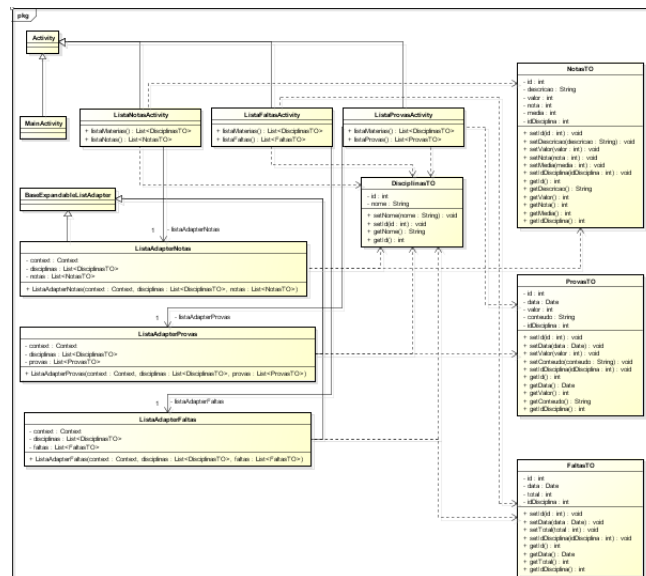 pkg
Activity
MainActivity
ListaNotasActivity
+ listaMaterias() : List<DisciplinasTO>
+ listaNotas() : List<NotasTO>
ListaFaltasActivity
+ listaMaterias() : List<DisciplinasTO>
+ listaFaltas() : List<FaltasTO>
ListaProvasActivity
+ listaMaterias() : List<DisciplinasTO>
+ listaProvas() : List<ProvasTO>
NotasTO
- id : int
- descricao : String
- valor : int
- nota : int
- media : int
- idDisciplina : int
+ setId(id : int) : void
+ setDescricao(descricao : String) : void
+ setValor(valor : int) : void
+ setNota(nota : int) : void
+ setMedia(media : int) : void
+ setIdDisciplina(idDisciplina : int) : void
+ getId() : int
+ getDescricao() : String
+ getValor() : int
+ getNota() : int
+ getMedia() : int
+ getIdDisciplina() : int
DisciplinasTO
- id : int
- nome : String
+ setNome(nome : String) : void
+ setId(id : int) : void
+ getNome() : String
+ getId() : int
BaseExpandableListAdapter
1
- listaAdapterNotas
ListaAdapterNotas
- context : Context
- disciplinas : List<DisciplinasTO>
- notas : List<NotasTO>
+ ListaAdapterNotas(context : Context, disciplinas : List<DisciplinasTO>, notas : List<NotasTO>)
1
- listaAdapterProvas
ListaAdapterProvas
- context : Context
- disciplinas : List<DisciplinasTO>
- provas : List<ProvasTO>
+ ListaAdapterProvas(context : Context, disciplinas : List<DisciplinasTO>, provas : List<ProvasTO>)
1
- listaAdapterFaltas
ListaAdapterFaltas
- context : Context
- disciplinas : List<DisciplinasTO>
- faltas : List<FaltasTO>
+ ListaAdapterFaltas(context : Context, disciplinas : List<DisciplinasTO>, faltas : List<FaltasTO>)
ProvasTO
- id : int
- data : Date
- valor : int
- conteudo : String
- idDisciplina : int
+ setId(id : int) : void
+ setData(data : Date) : void
+ setValor(valor : int) : void
+ setConteudo(conteudo : String) : void
+ setIdDisciplina(idDisciplina : int) : void
+ getId() : int
+ getData() : Date
+ getValor() : int
+ getConteudo() : String
+ getIdDisciplina() : int
FaltasTO
- id : int
- data : Date
- total : int
- idDisciplina : int
+ setId(id : int) : void
+ setData(data : Date) : void
+ setTotal(total : int) : void
+ setIdDisciplina(idDisciplina : int) : void
+ getId() : int
+ getData() : Date
+ getTotal() : int
+ getIdDisciplina() : int